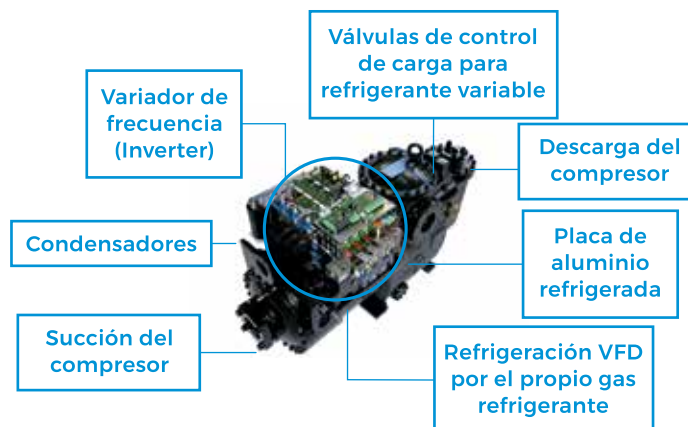 Válvulas de control
de carga para
refrigerante variable
Variador de
frecuencia
(Inverter)
Descarga del
compresor
Condensadores
Placa de
aluminio
refrigerada
Succión del
compresor
Refrigeración VFD
por el propio gas
refrigerante